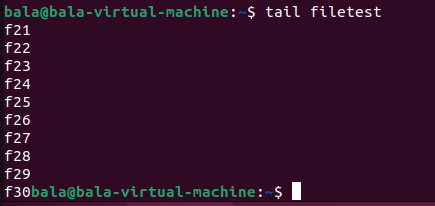 bala@bala-virtual-machine:~$ tail filetest
f21
f22
f23
f24
f25
f26
f27
f28
f29
f30bala@bala-virtual-machine:~$